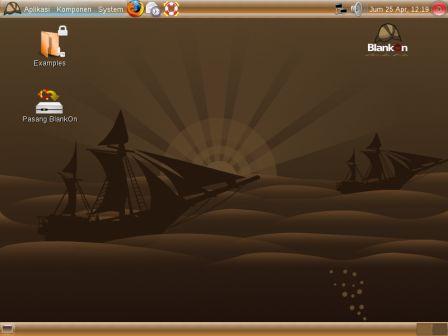 Aplikasi Komponen System
Jum 25 Apr, 12:19
Examples
BlankOn
Pasang BlankOn